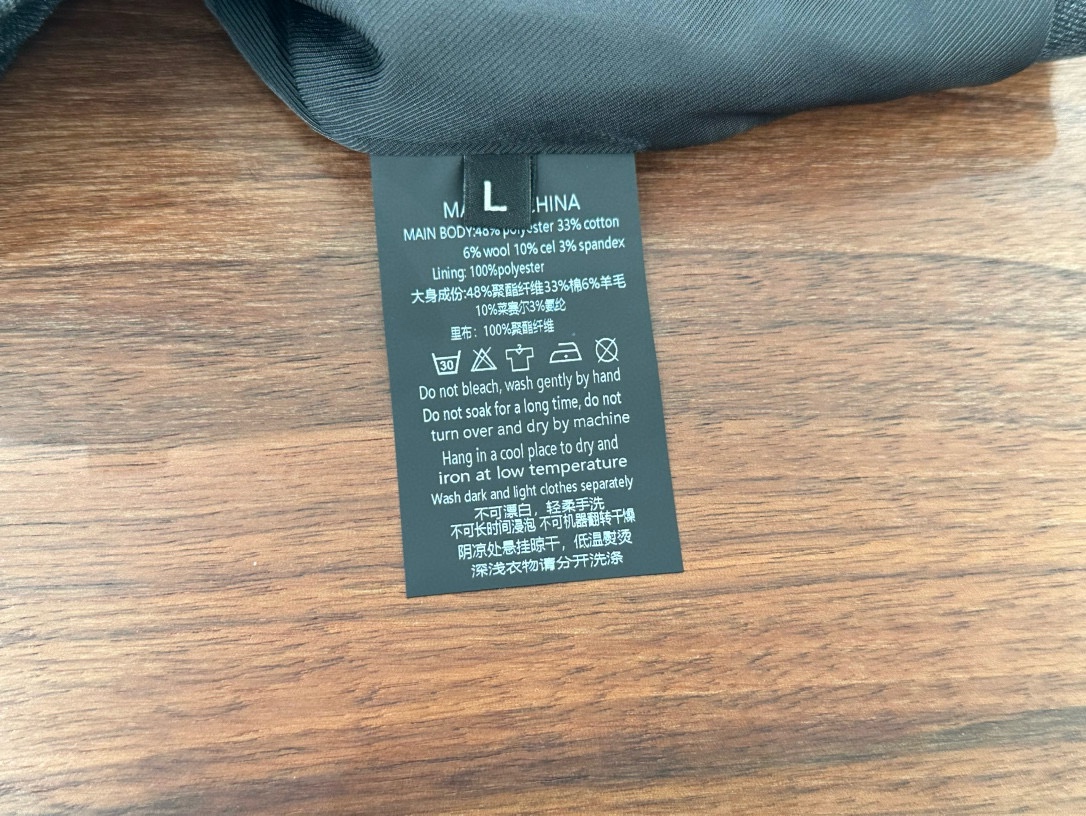 L
MA HINA
MAIN BODY:48% polyester 33% cotton
6% wool 10% cel 3% spandex
Lining: 100%polyester
大身成份:48%聚酯纤维33%棉6%羊毛
10%莱赛尔3%氨纶
里布：100%聚酯纤维
30
Do not bleach, wash gently by hand
Do not soak for a long time, do not
turn over and dry by machine
Hang in a cool place to dry and
iron at low temperature
Wash dark and light clothes separately
不可漂白，轻柔手洗
不可长时间浸泡 不可机器翻转干燥
阴凉处悬挂晾干，低温熨烫
深浅衣物请分开洗涤